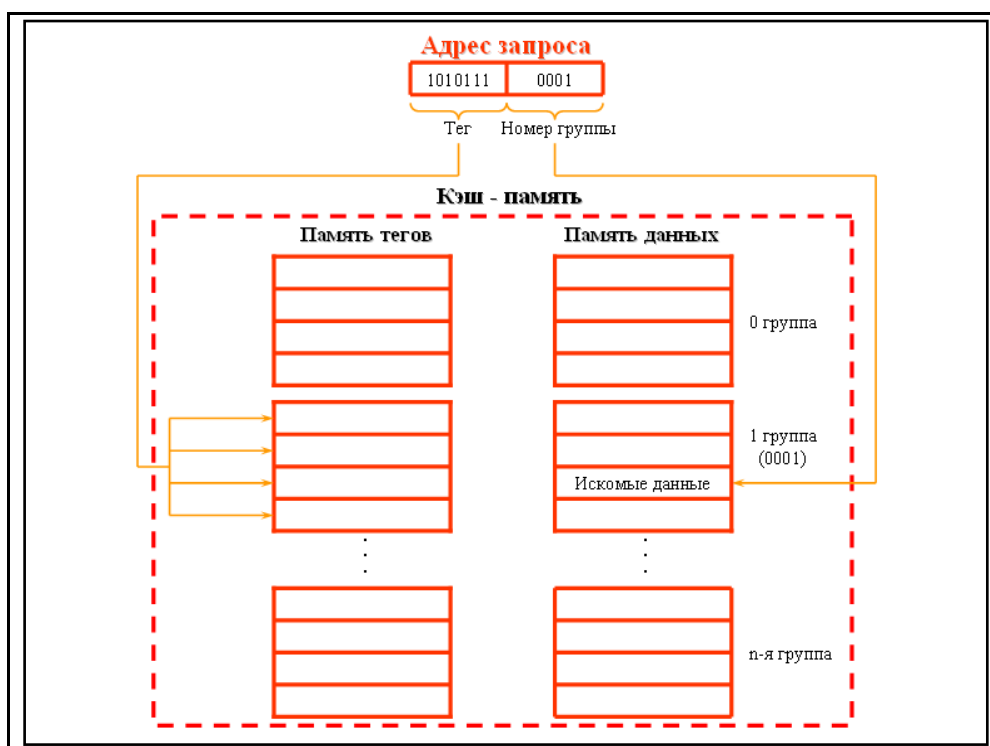 Адрес запроса
1010111 0001
Тег Номер группы
Кэш - память
Память тегов Память данных
0 группа
1 группа
(0001)
Искомые данные
n-я группа